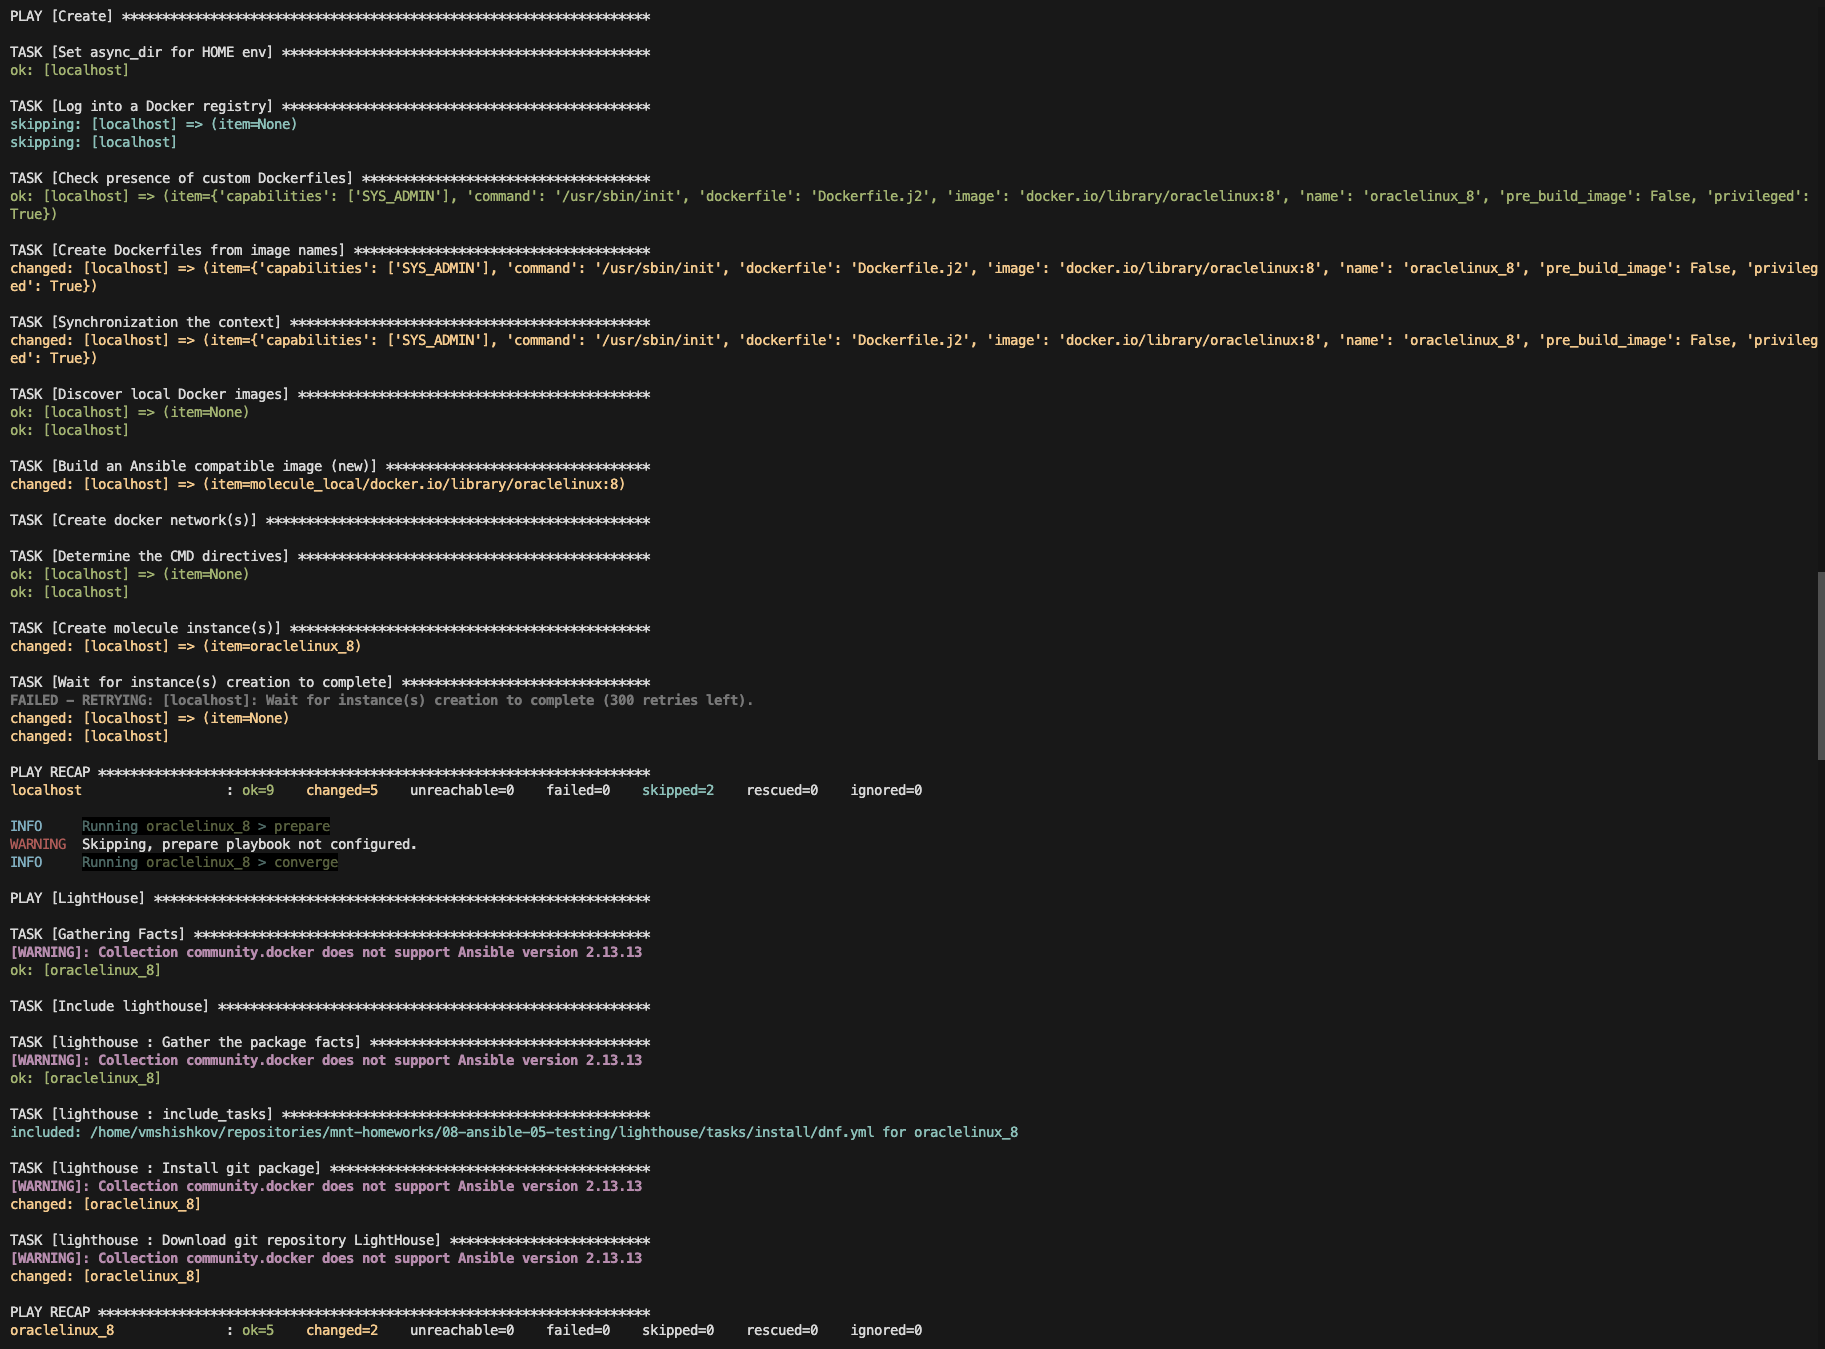 PLAY [Create] ******************************************************************

TASK [Set async_dir for HOME env] **********************************************
ok: [localhost]

TASK [Log into a Docker registry] **********************************************
skipping: [localhost] => (item=None)
skipping: [localhost]

TASK [Check presence of custom Dockerfiles] ************************************
ok: [localhost] => (item={'capabilities': ['SYS_ADMIN'], 'command': '/usr/sbin/init', 'dockerfile': 'Dockerfile.j2', 'image': 'docker.io/library/oraclelinux:8', 'name': 'oraclelinux_8', 'pre_build_image': False, 'privileged':
True})

TASK [Create Dockerfiles from image names] *************************************
changed: [localhost] => (item={'capabilities': ['SYS_ADMIN'], 'command': '/usr/sbin/init', 'dockerfile': 'Dockerfile.j2', 'image': 'docker.io/library/oraclelinux:8', 'name': 'oraclelinux_8', 'pre_build_image': False, 'privileg
ed': True})

TASK [Synchronization the context] *********************************************
changed: [localhost] => (item={'capabilities': ['SYS_ADMIN'], 'command': '/usr/sbin/init', 'dockerfile': 'Dockerfile.j2', 'image': 'docker.io/library/oraclelinux:8', 'name': 'oraclelinux_8', 'pre_build_image': False, 'privileg
ed': True})

TASK [Discover local Docker images] ********************************************
ok: [localhost] => (item=None)
ok: [localhost]

TASK [Build an Ansible compatible image (new)] *********************************
changed: [localhost] => (item=molecule_local/docker.io/library/oraclelinux:8)

TASK [Create docker network(s)] ************************************************

TASK [Determine the CMD directives] ********************************************
ok: [localhost] => (item=None)
ok: [localhost]

TASK [Create molecule instance(s)] *********************************************
changed: [localhost] => (item=oraclelinux_8)

TASK [Wait for instance(s) creation to complete] *******************************
FAILED - RETRYING: [localhost]: Wait for instance(s) creation to complete (300 retries left).
changed: [localhost] => (item=None)
changed: [localhost]

PLAY RECAP *********************************************************************
localhost                  : ok=9    changed=5    unreachable=0    failed=0    skipped=2    rescued=0    ignored=0

INFO     Running oraclelinux_8 > prepare
WARNING  Skipping, prepare playbook not configured.
INFO     Running oraclelinux_8 > converge

PLAY [LightHouse] **************************************************************

TASK [Gathering Facts] *********************************************************
[WARNING]: Collection community.docker does not support Ansible version 2.13.13
ok: [oraclelinux_8]

TASK [Include lighthouse] ******************************************************

TASK [lighthouse : Gather the package facts] ***********************************
[WARNING]: Collection community.docker does not support Ansible version 2.13.13
ok: [oraclelinux_8]

TASK [lighthouse : include_tasks] **********************************************
included: /home/vmshishkov/repositories/mnt-homeworks/08-ansible-05-testing/lighthouse/tasks/install/dnf.yml for oraclelinux_8

TASK [lighthouse : Install git package] ****************************************
[WARNING]: Collection community.docker does not support Ansible version 2.13.13
changed: [oraclelinux_8]

TASK [lighthouse : Download git repository LightHouse] *************************
[WARNING]: Collection community.docker does not support Ansible version 2.13.13
changed: [oraclelinux_8]

PLAY RECAP *********************************************************************
oraclelinux_8              : ok=5    changed=2    unreachable=0    failed=0    skipped=0    rescued=0    ignored=0